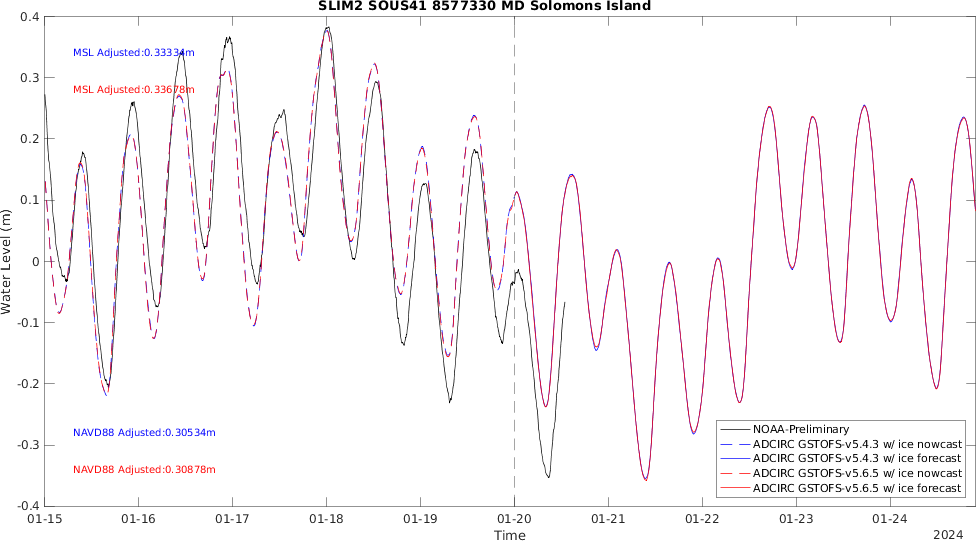 SLIM2 SOUS41 8577330 MD Solomons Island
0.4
0.3
0.2
0.1
0
-0.1
-0.2
-0.3
-0.4
Water Level (m)
MSL Adjusted:0.33334m
MSL Adjusted:0.33678m
NAVD88 Adjusted:0.30534m
NAVD88 Adjusted:0.30878m
NOAA-Preliminary
ADCIRC GSTOFS-v5.4.3 w/ ice nowcast
ADCIRC GSTOFS-v5.4.3 w/ ice forecast
ADCIRC GSTOFS-v5.6.5 w/ ice nowcast
ADCIRC GSTOFS-v5.6.5 w/ ice forecast
01-15 01-16 01-17 01-18 01-19 01-20 01-21 01-22 01-23 01-24
Time
2024